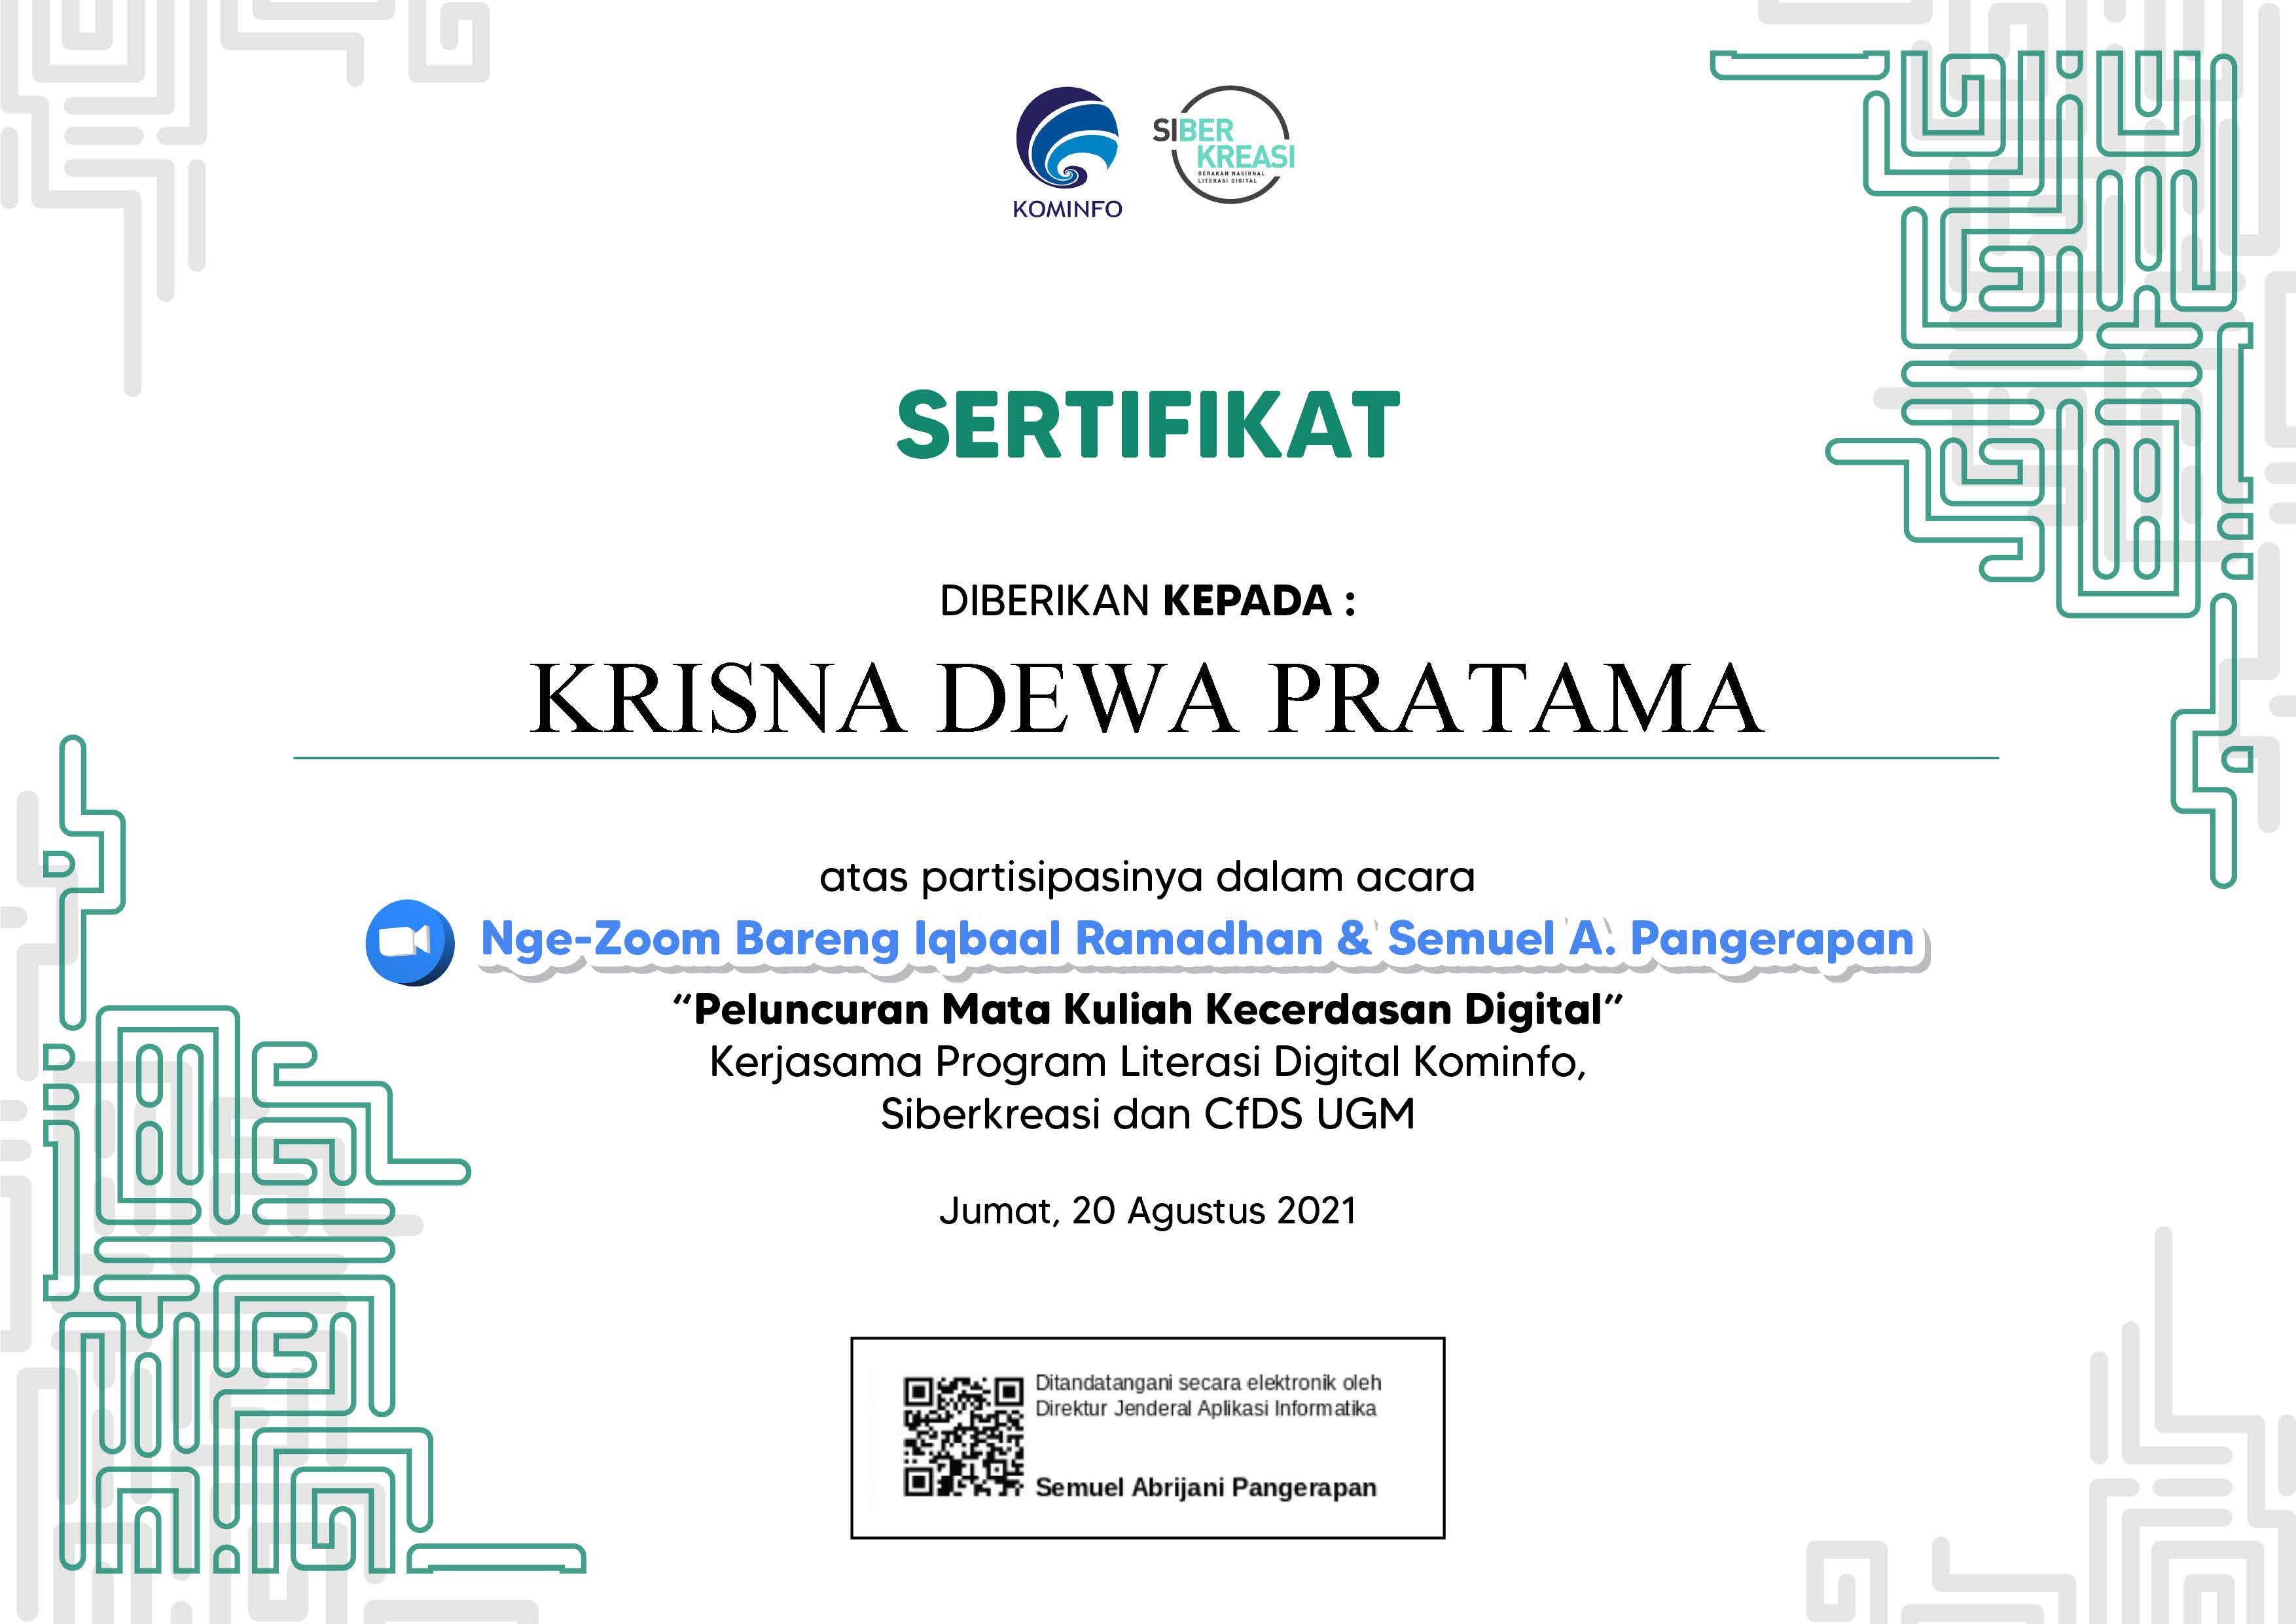 KOMINFO
SIBER
KREASI
GERAKAN NASIONAL
LITERASI DIGITAL
SERTIFIKAT
DIBERIKAN KEPADA :
KRISNA DEWA PRATAMA
atas partisipasinya dalam acara
Nge-Zoom Bareng Iqbaal Ramadhan & Semuel A. Pangerapan
“Peluncuran Mata Kuliah Kecerdasan Digital”
Kerjasama Program Literasi Digital Kominfo,
Siberkreasi dan CfDS UGM
Jumat, 20 Agustus 2021
Ditandatangani secara elektronik oleh
Direktur Jenderal Aplikasi Informatika
Semuel Abrijani Pangerapan